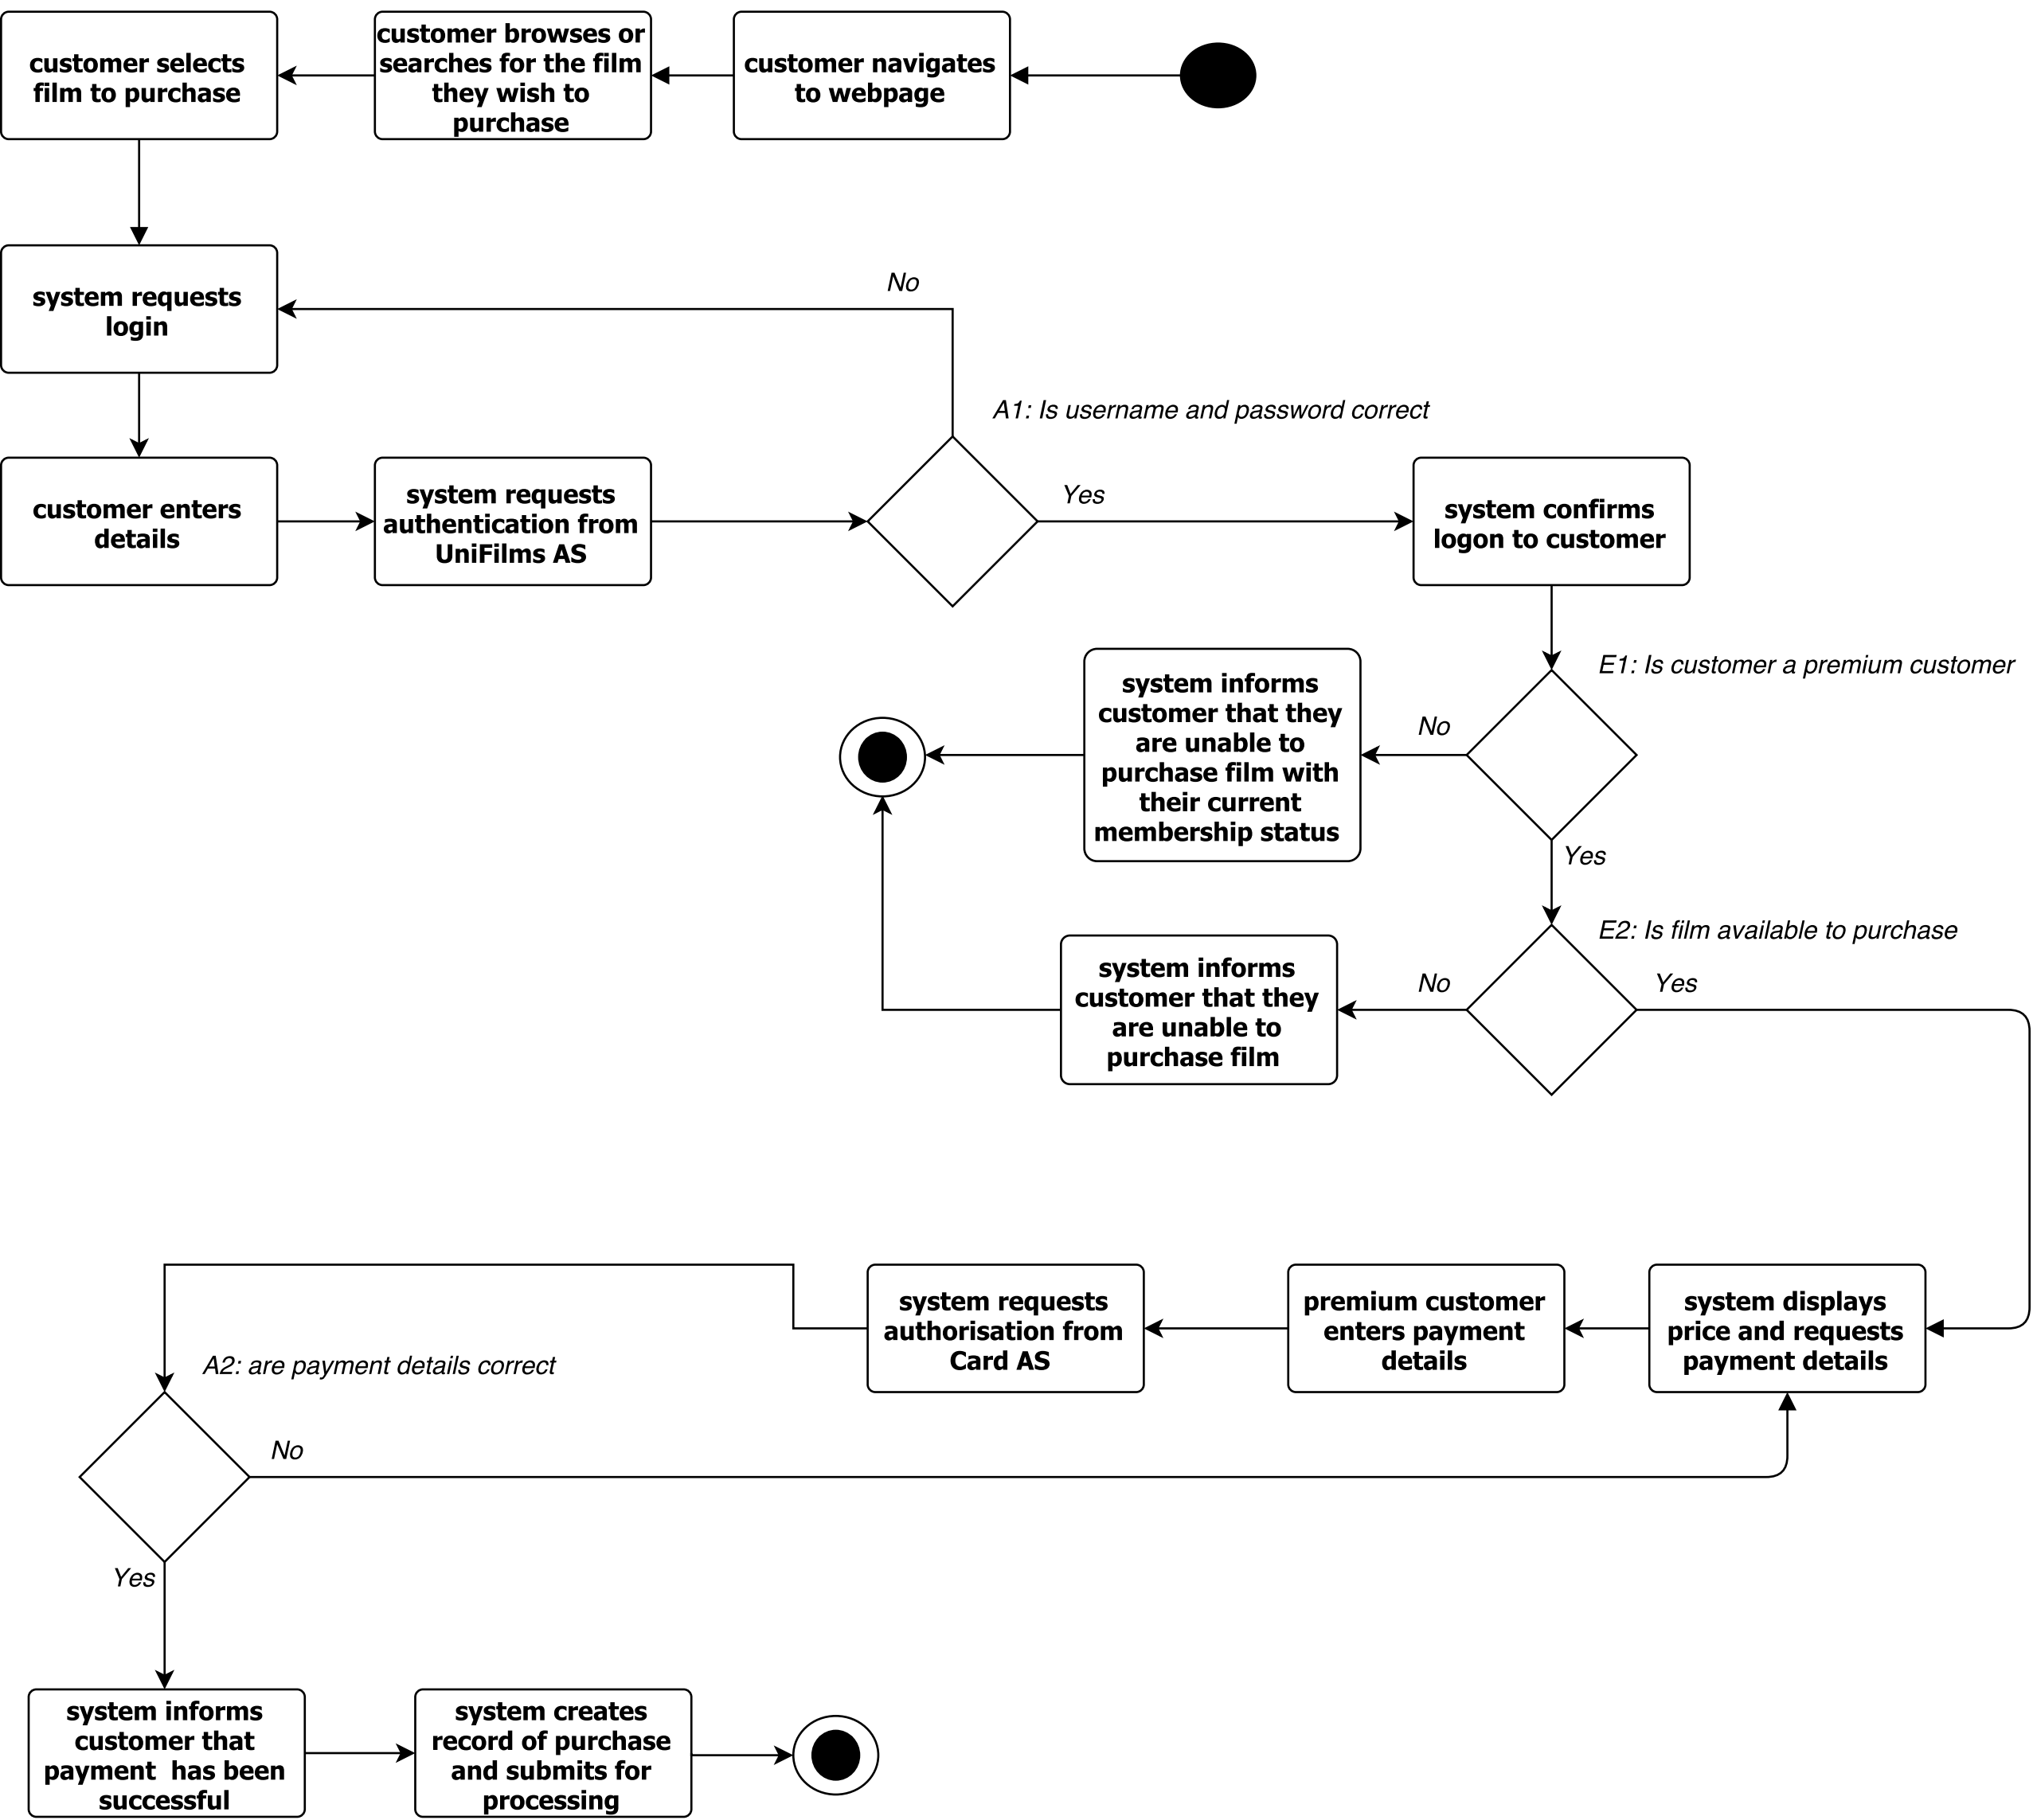 customer selects
film to purchase
customer browses or
searches for the film
they wish to
purchase
customer navigates
to webpage
system requests
login
No
A1: Is username and password correct
customer enters
details
system requests
authentication from
UniFilms AS
Yes
system confirms
logon to customer
E1: Is customer a premium customer
system informs
customer that they
are unable to
purchase film with
their current
membership status
No
Yes
E2: Is film available to purchase
system informs
customer that they
are unable to
purchase film
No
Yes
system requests
authorisation from
Card AS
premium customer
enters payment
details
system displays
price and requests
payment details
A2: are payment details correct
No
Yes
system informs
customer that
payment  has been
successful
system creates
record of purchase
and submits for
processing